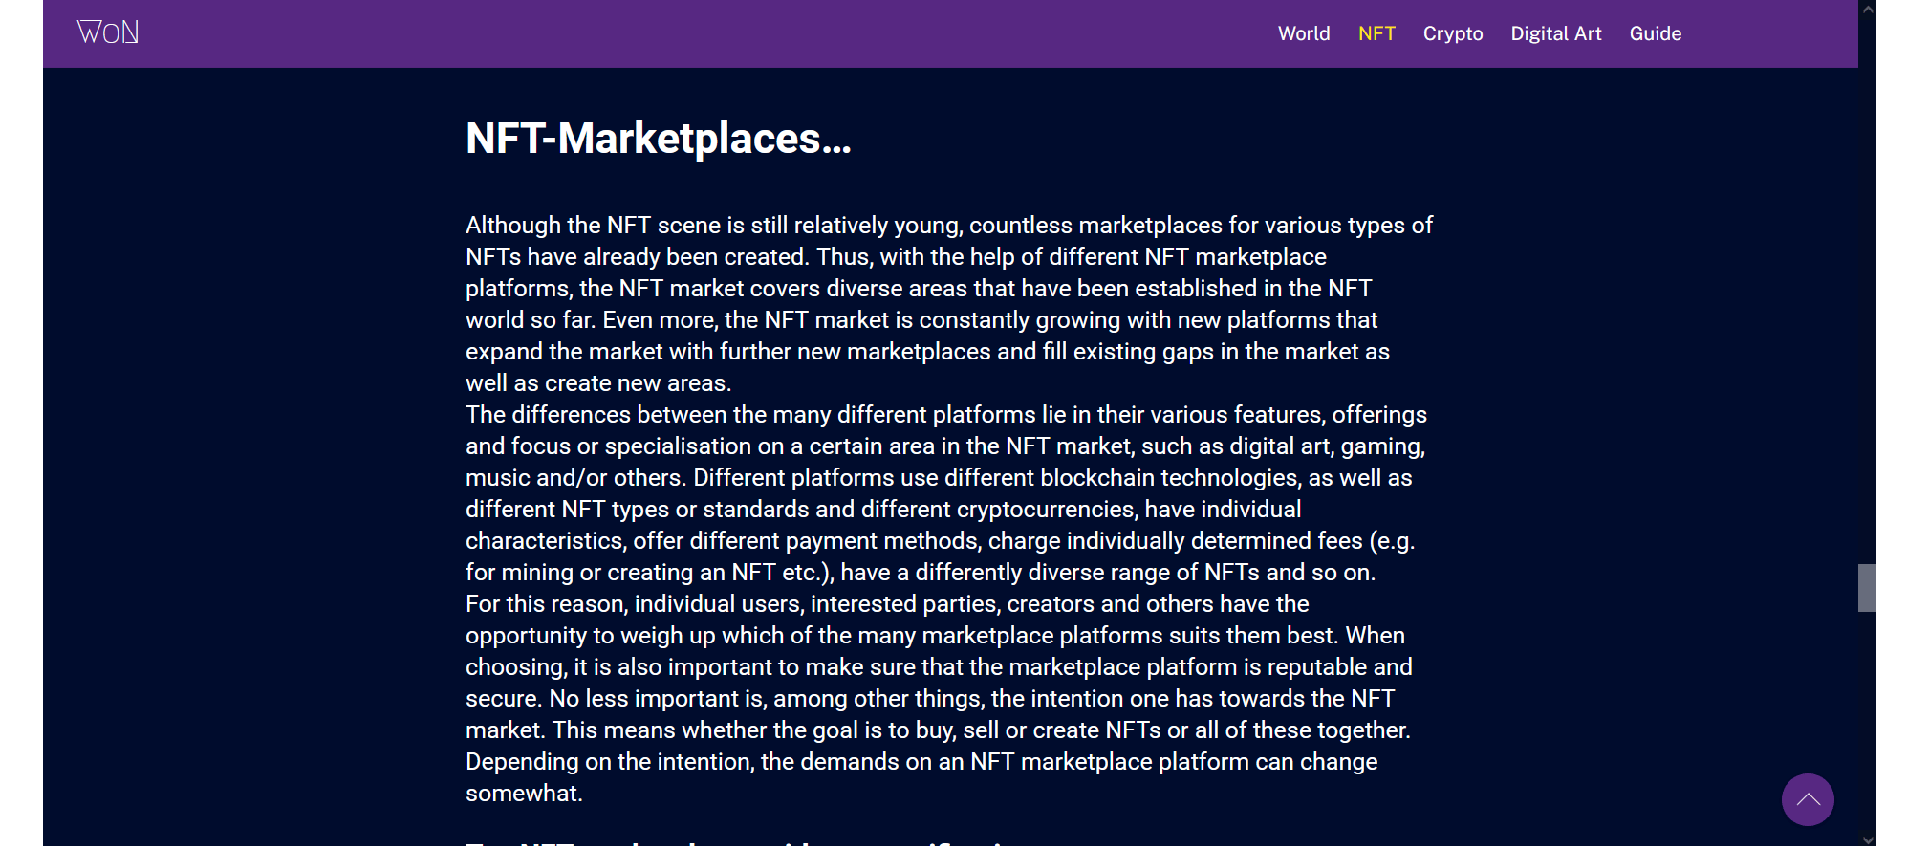 WoN
World NFT Crypto Digital Art Guide
NFT-Marketplaces...
Although the NFT scene is still relatively young, countless marketplaces for various types of
NFTs have already been created. Thus, with the help of different NFT marketplace
platforms, the NFT market covers diverse areas that have been established in the NFT
world so far. Even more, the NFT market is constantly growing with new platforms that
expand the market with further new marketplaces and fill existing gaps in the market as
well as create new areas.
The differences between the many different platforms lie in their various features, offerings
and focus or specialisation on a certain area in the NFT market, such as digital art, gaming,
music and/or others. Different platforms use different blockchain technologies, as well as
different NFT types or standards and different cryptocurrencies, have individual
characteristics, offer different payment methods, charge individually determined fees (e.g.
for mining or creating an NFT etc.), have a differently diverse range of NFTs and so on.
For this reason, individual users, interested parties, creators and others have the
opportunity to weigh up which of the many marketplace platforms suits them best. When
choosing, it is also important to make sure that the marketplace platform is reputable and
secure. No less important is, among other things, the intention one has towards the NFT
market. This means whether the goal is to buy, sell or create NFTs or all of these together.
Depending on the intention, the demands on an NFT marketplace platform can change
somewhat.